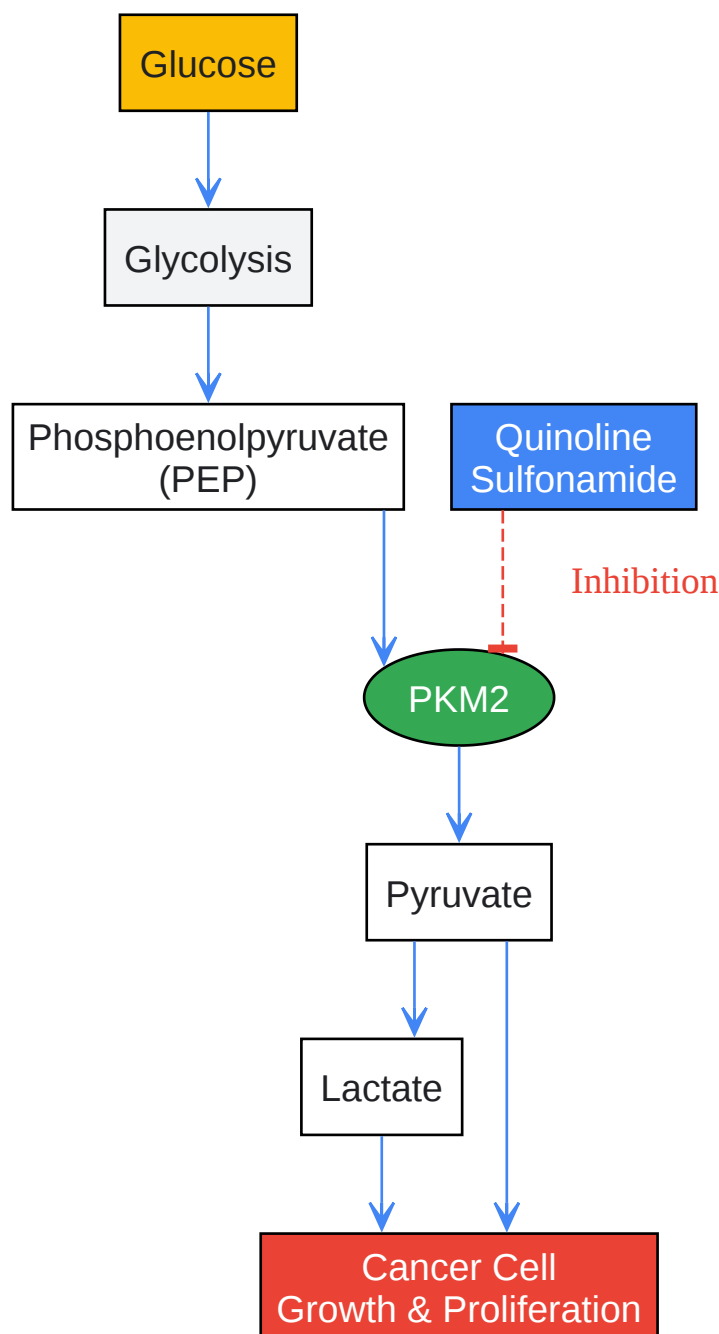 Glucose
Glycolysis
Phosphoenolpyruvate
(PEP)
Quinoline
Sulfonamide
Inhibition
PKM2
Pyruvate
Lactate
Cancer Cell
Growth & Proliferation